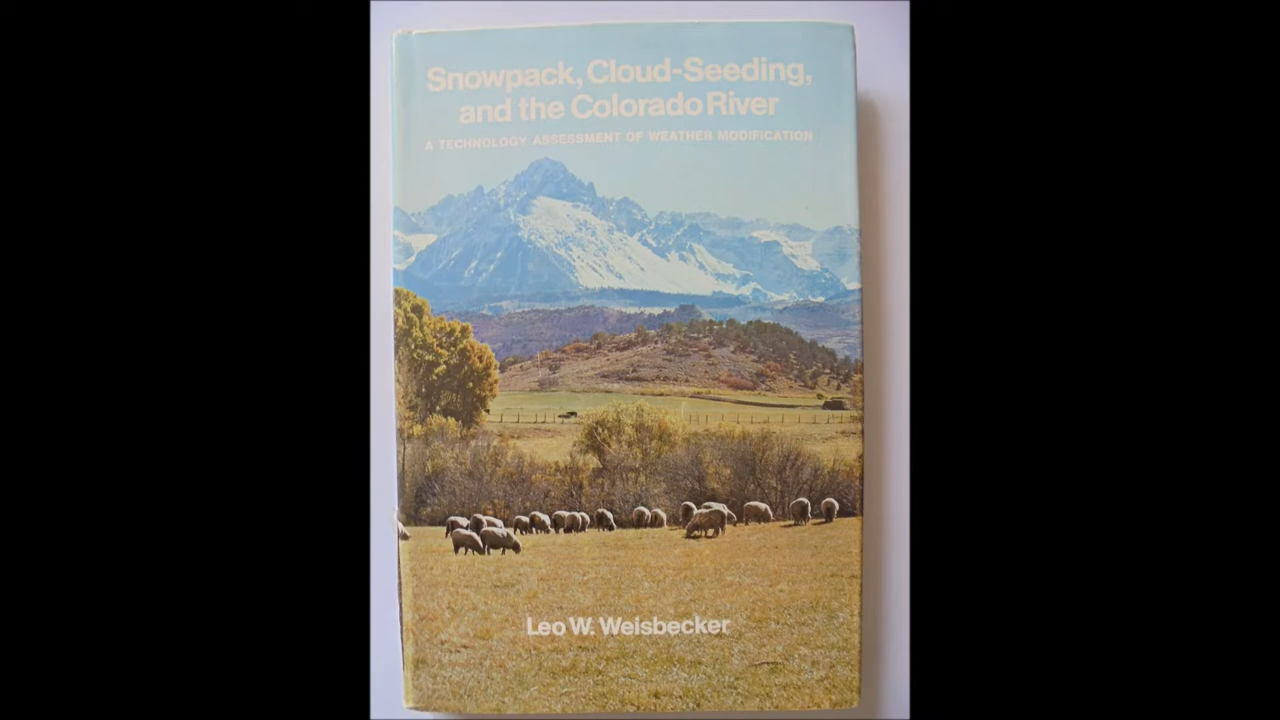 Snowpack, Cloud-Seeding,
and the Colorado River
A TECHNOLOGY ASSESSMENT OF WEATHER MODIFICATION
Leo W. Weisbecker